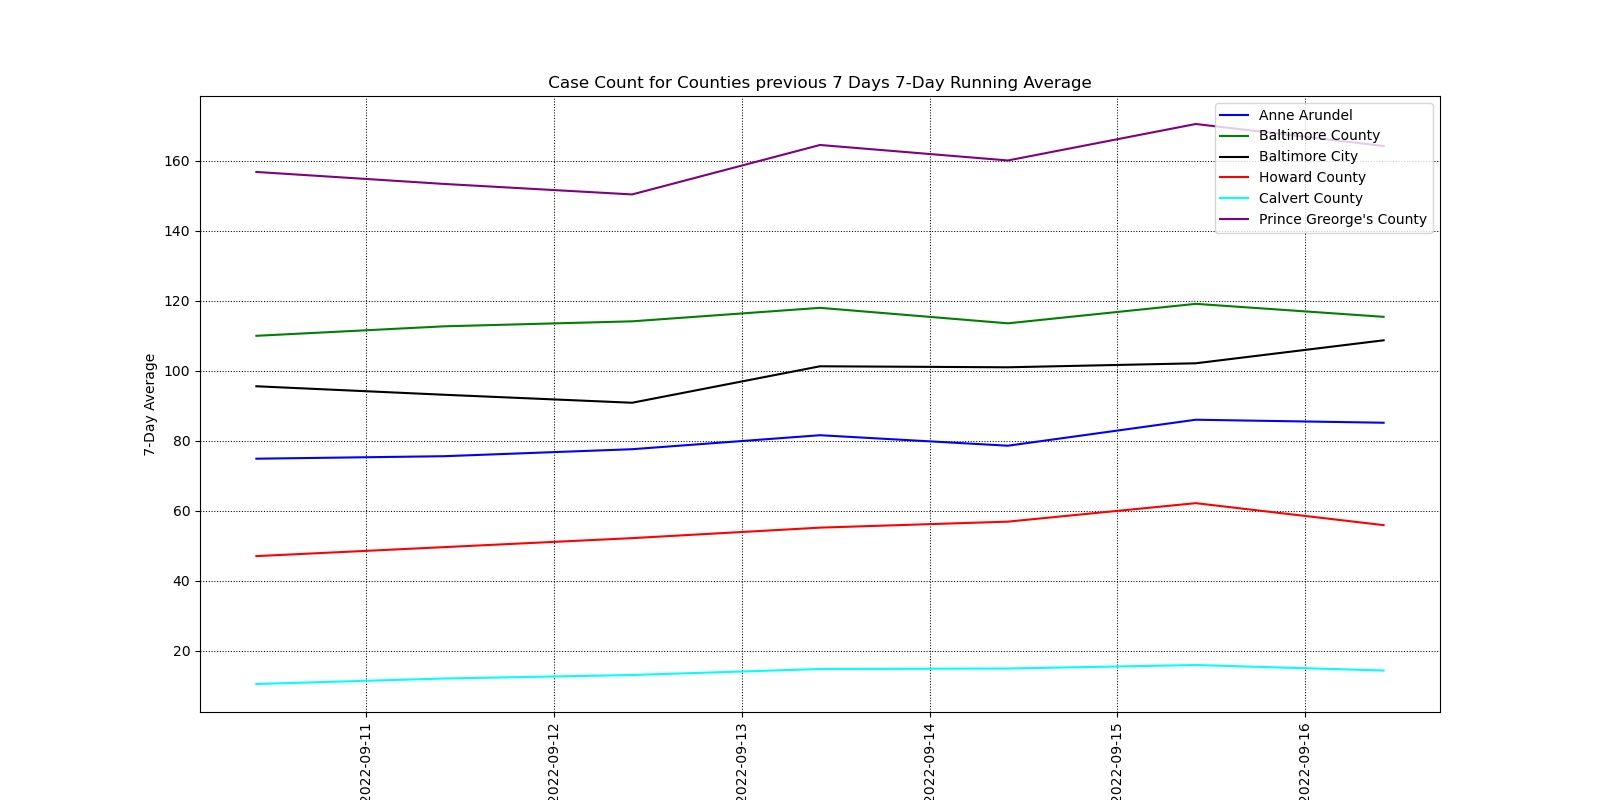 Case Count for Counties previous 7 Days 7-Day Running Average
Anne Arundel
Baltimore County
Baltimore City
Howard County
Calvert County
Prince Greorge's County
7-Day Average
160
140
120
100
80
60
40
20
2022-09-11
2022-09-12
2022-09-13
2022-09-14
2022-09-15
2022-09-16